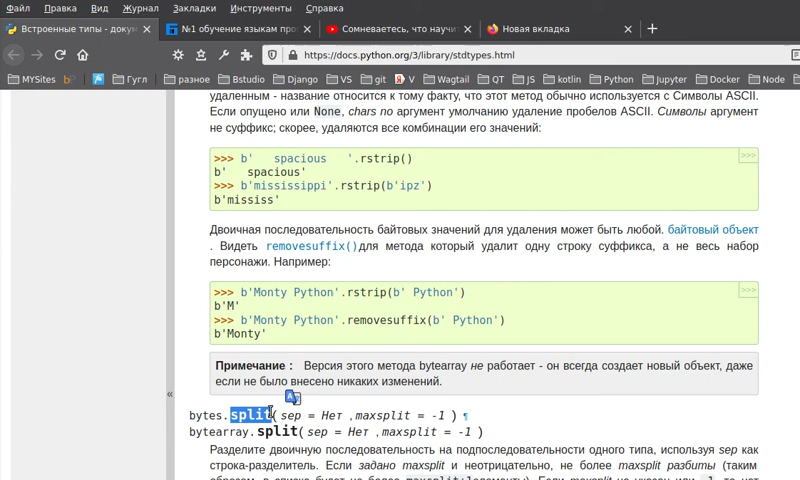 Файл Правка Вид Журнал Закладки Инструменты Справка
Встроенные типы - докум №1 обучение языкам про Сомневаетесь, что научит Новая вкладка
https://docs.python.org/3/library/stdtypes.html
MYSites Гугл разное Bstudio Django VS git Я V Wagtail QT JS kotlin Python Jupyter Docker Node
удаленным - название относится к тому факту, что этот метод обычно используется с Символы ASCII.
Если опущено или None, chars no аргумент умолчанию удаление пробелов ASCII. Символы аргумент
не суффикс; скорее, удаляются все комбинации его значений:
>>> b'   spacious   '.rstrip() >>>
b'   spacious'
>>> b'mississippi'.rstrip(b'ipz')
b'mississ'
Двоичная последовательность байтовых значений для удаления может быть любой. байтовый объект
. Видеть removesuffix()для метода который удалит одну строку суффикса, а не весь набор
персонажи. Например:
>>> b'Monty Python'.rstrip(b' Python') >>>
b'M'
>>> b'Monty Python'.removesuffix(b' Python')
b'Monty'
Примечание : Версия этого метода bytearray не работает - он всегда создает новый объект, даже
если не было внесено никаких изменений.
«
bytes.split( sep = Нет , maxsplit = -1 ) ¶
bytearray.split( sep = Нет , maxsplit = -1 )
Разделите двоичную последовательность на подпоследовательности одного типа, используя sep как
строка-разделитель. Если задано maxsplit и неотрицательно, не более maxsplit разбиты (таким